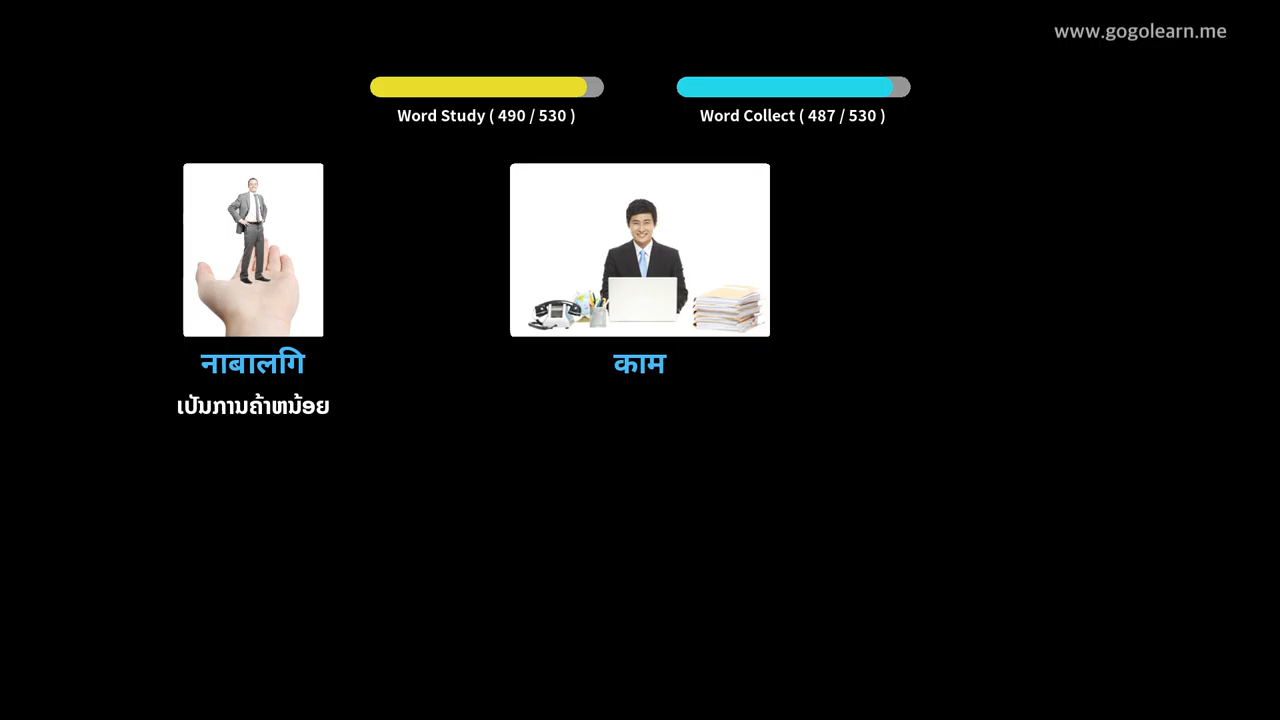 www.gogolearn.me
Word Study ( 490 / 530 )
Word Collect ( 487 / 530 )
नाबालगि
काम
ເປັນການຄ້າຫນ້ອຍ